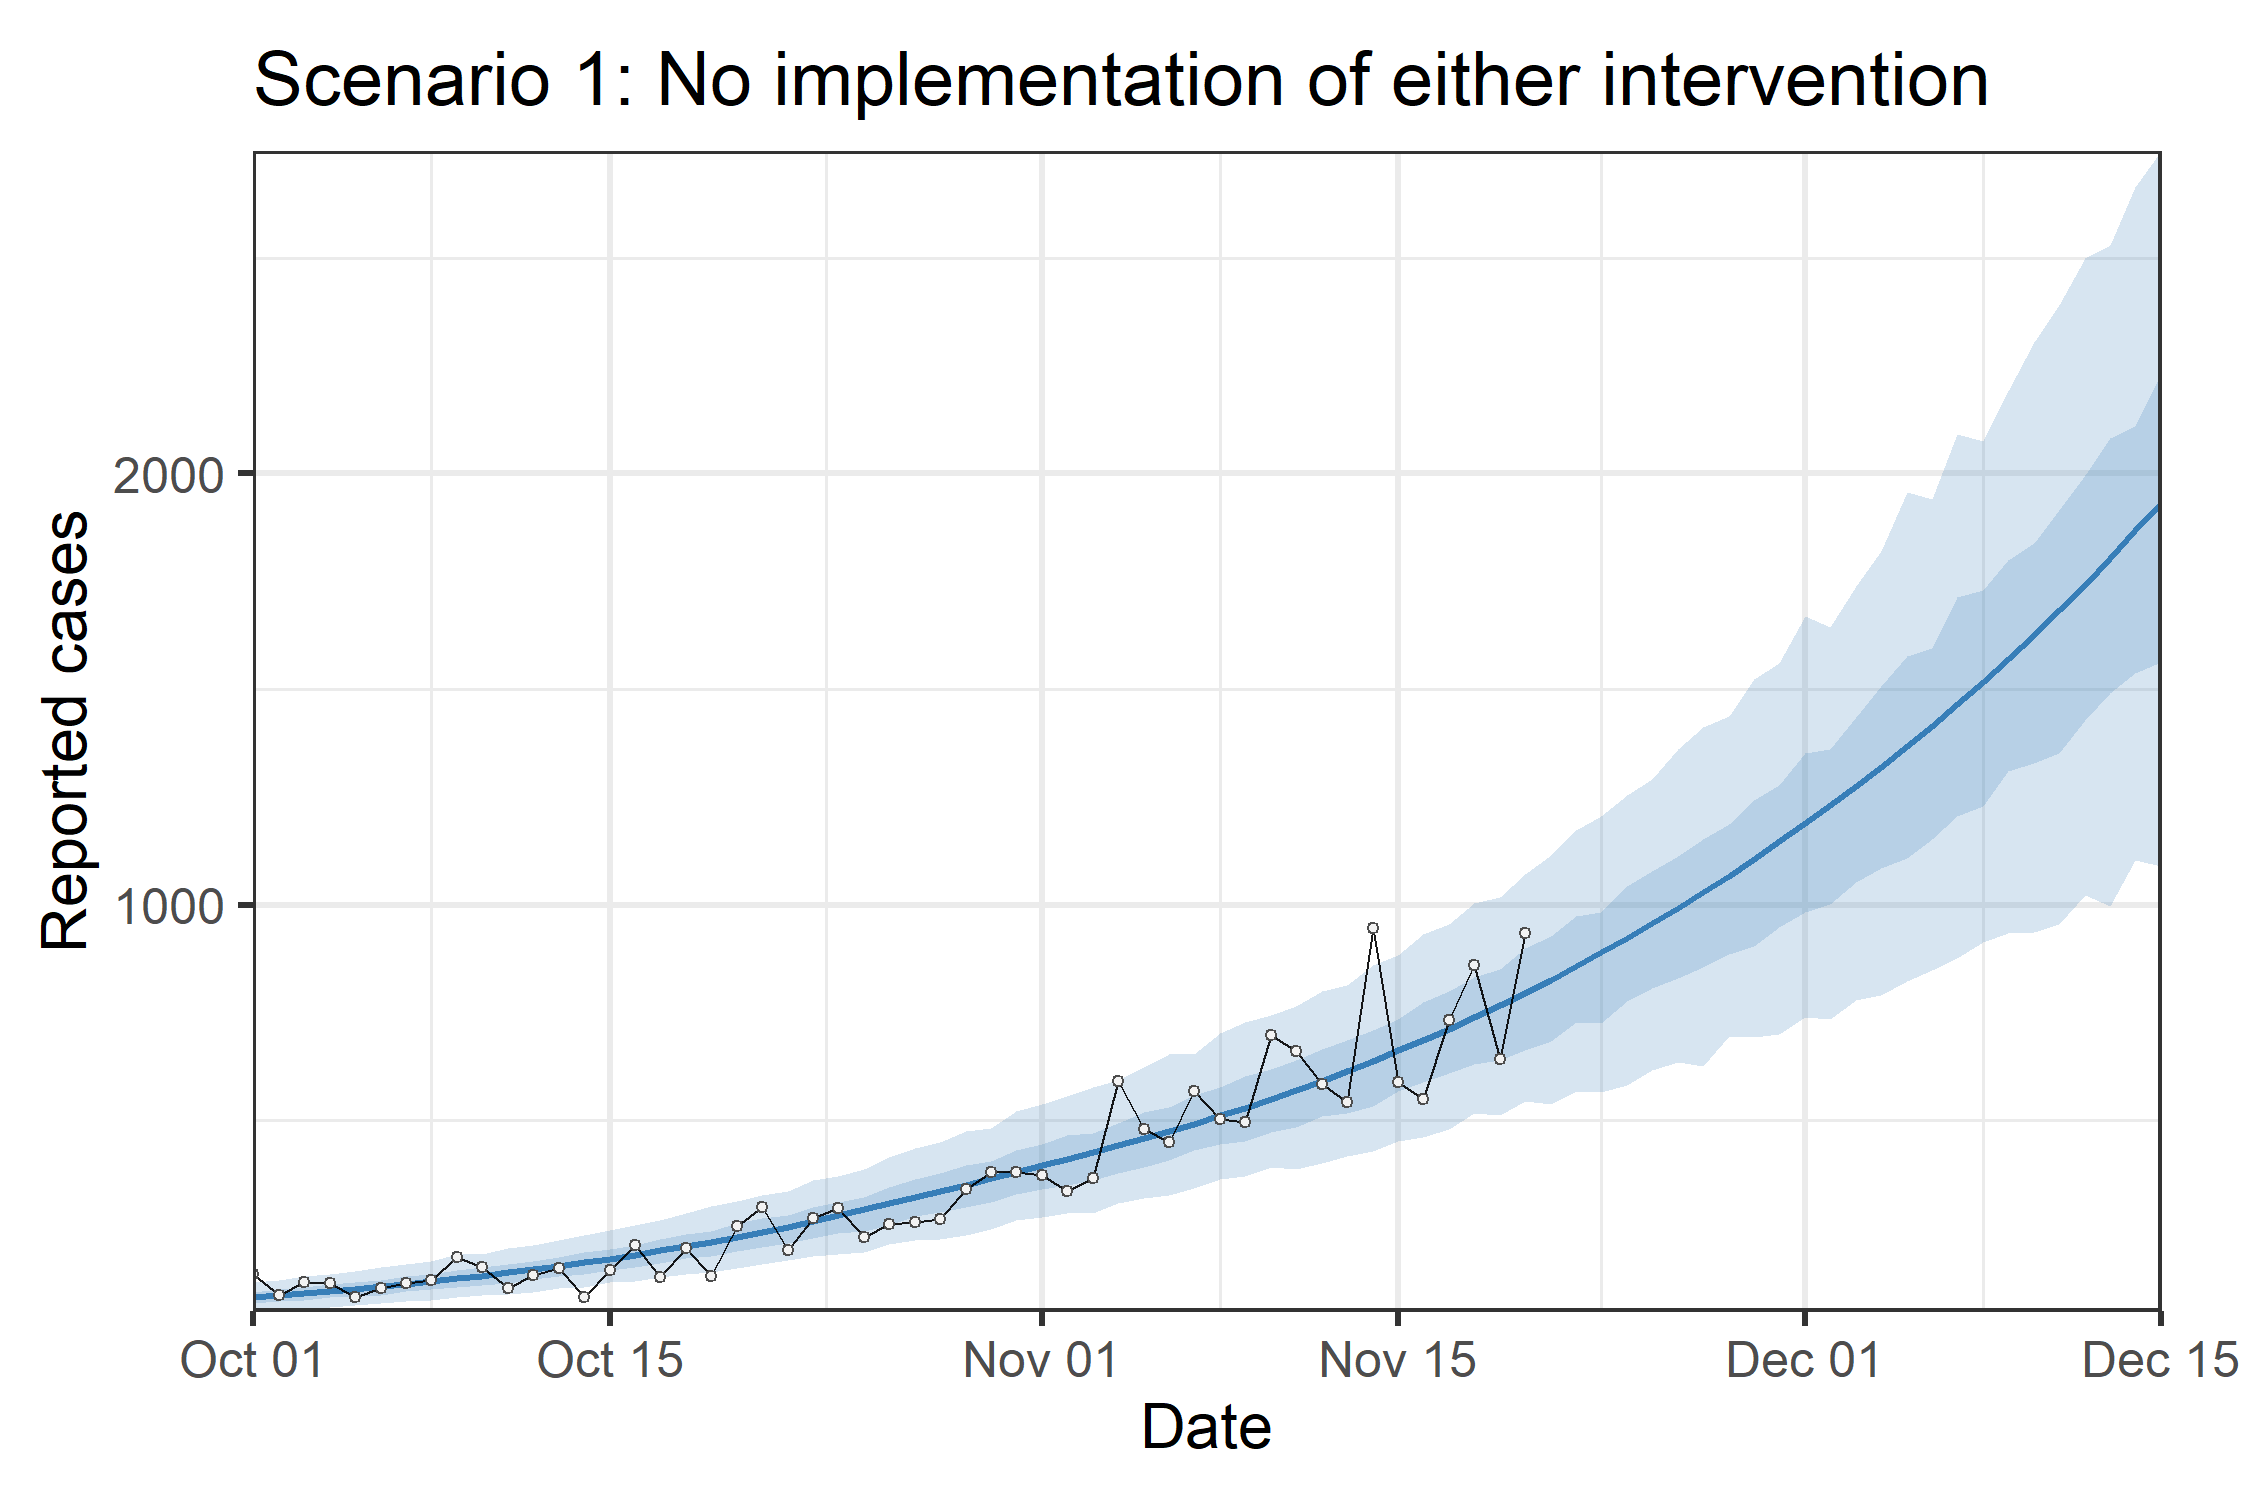 Scenario 1: No implementation of either intervention
Reported cases
2000
1000
Oct 01
Oct 15
Nov 01
Nov 15
Dec 01
Dec 15
Date